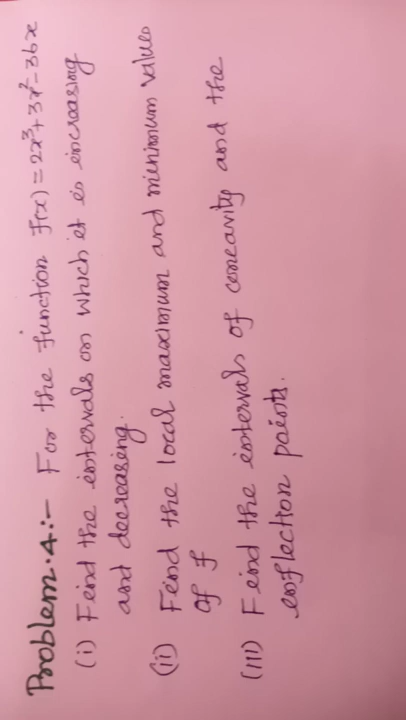 Problem.4:- For the function f(x) = 2x³+3x²-36x
(i) Find the intervals on which it is increasing
and decreasing.
(ii) Find the local maximum and minimum values
of f
(III) Find the intervals of concavity and the
inflection points.